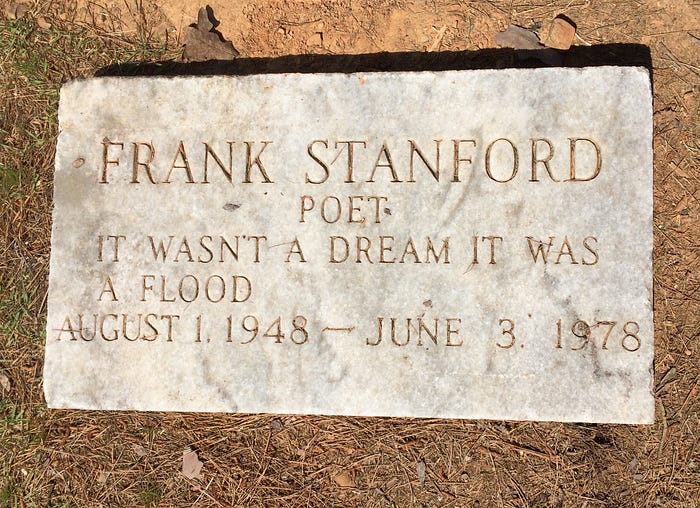 FRANK STANFORD
POET
IT WASN'T A DREAM IT WAS
A FLOOD
AUGUST 1, 1948 — JUNE 3, 1978